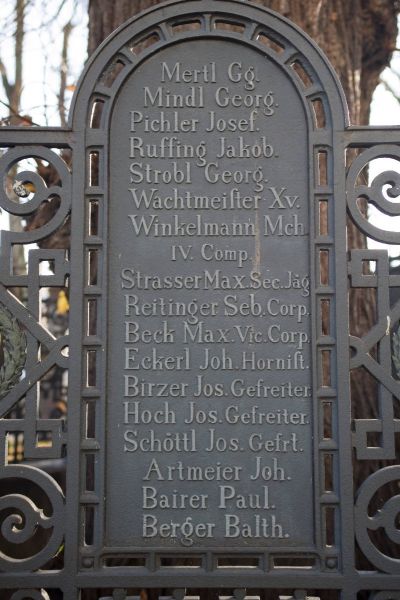 Mertl Gg.
Mindl Georg.
Pichler Josef.
Ruffing Jakob.
Strobl Georg.
Wachtmeiſter Xv.
Winkelmann Mch
IV. Comp.
Strasser Max. Sec. Jäg
Reitinger Seb. Corp.
Beck Max. Vic. Corp.
Eckerl Joh. Horniſt.
Birzer Jos. Gefreiter.
Hoch Jos. Gefreiter.
Schöttl Jos. Gefrt.
Artmeier Joh.
Bairer Paul.
Berger Balth.